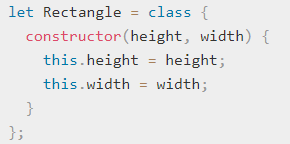 let Rectangle = class {
  constructor(height, width) {
    this.height = height;
    this.width = width;
  }
};